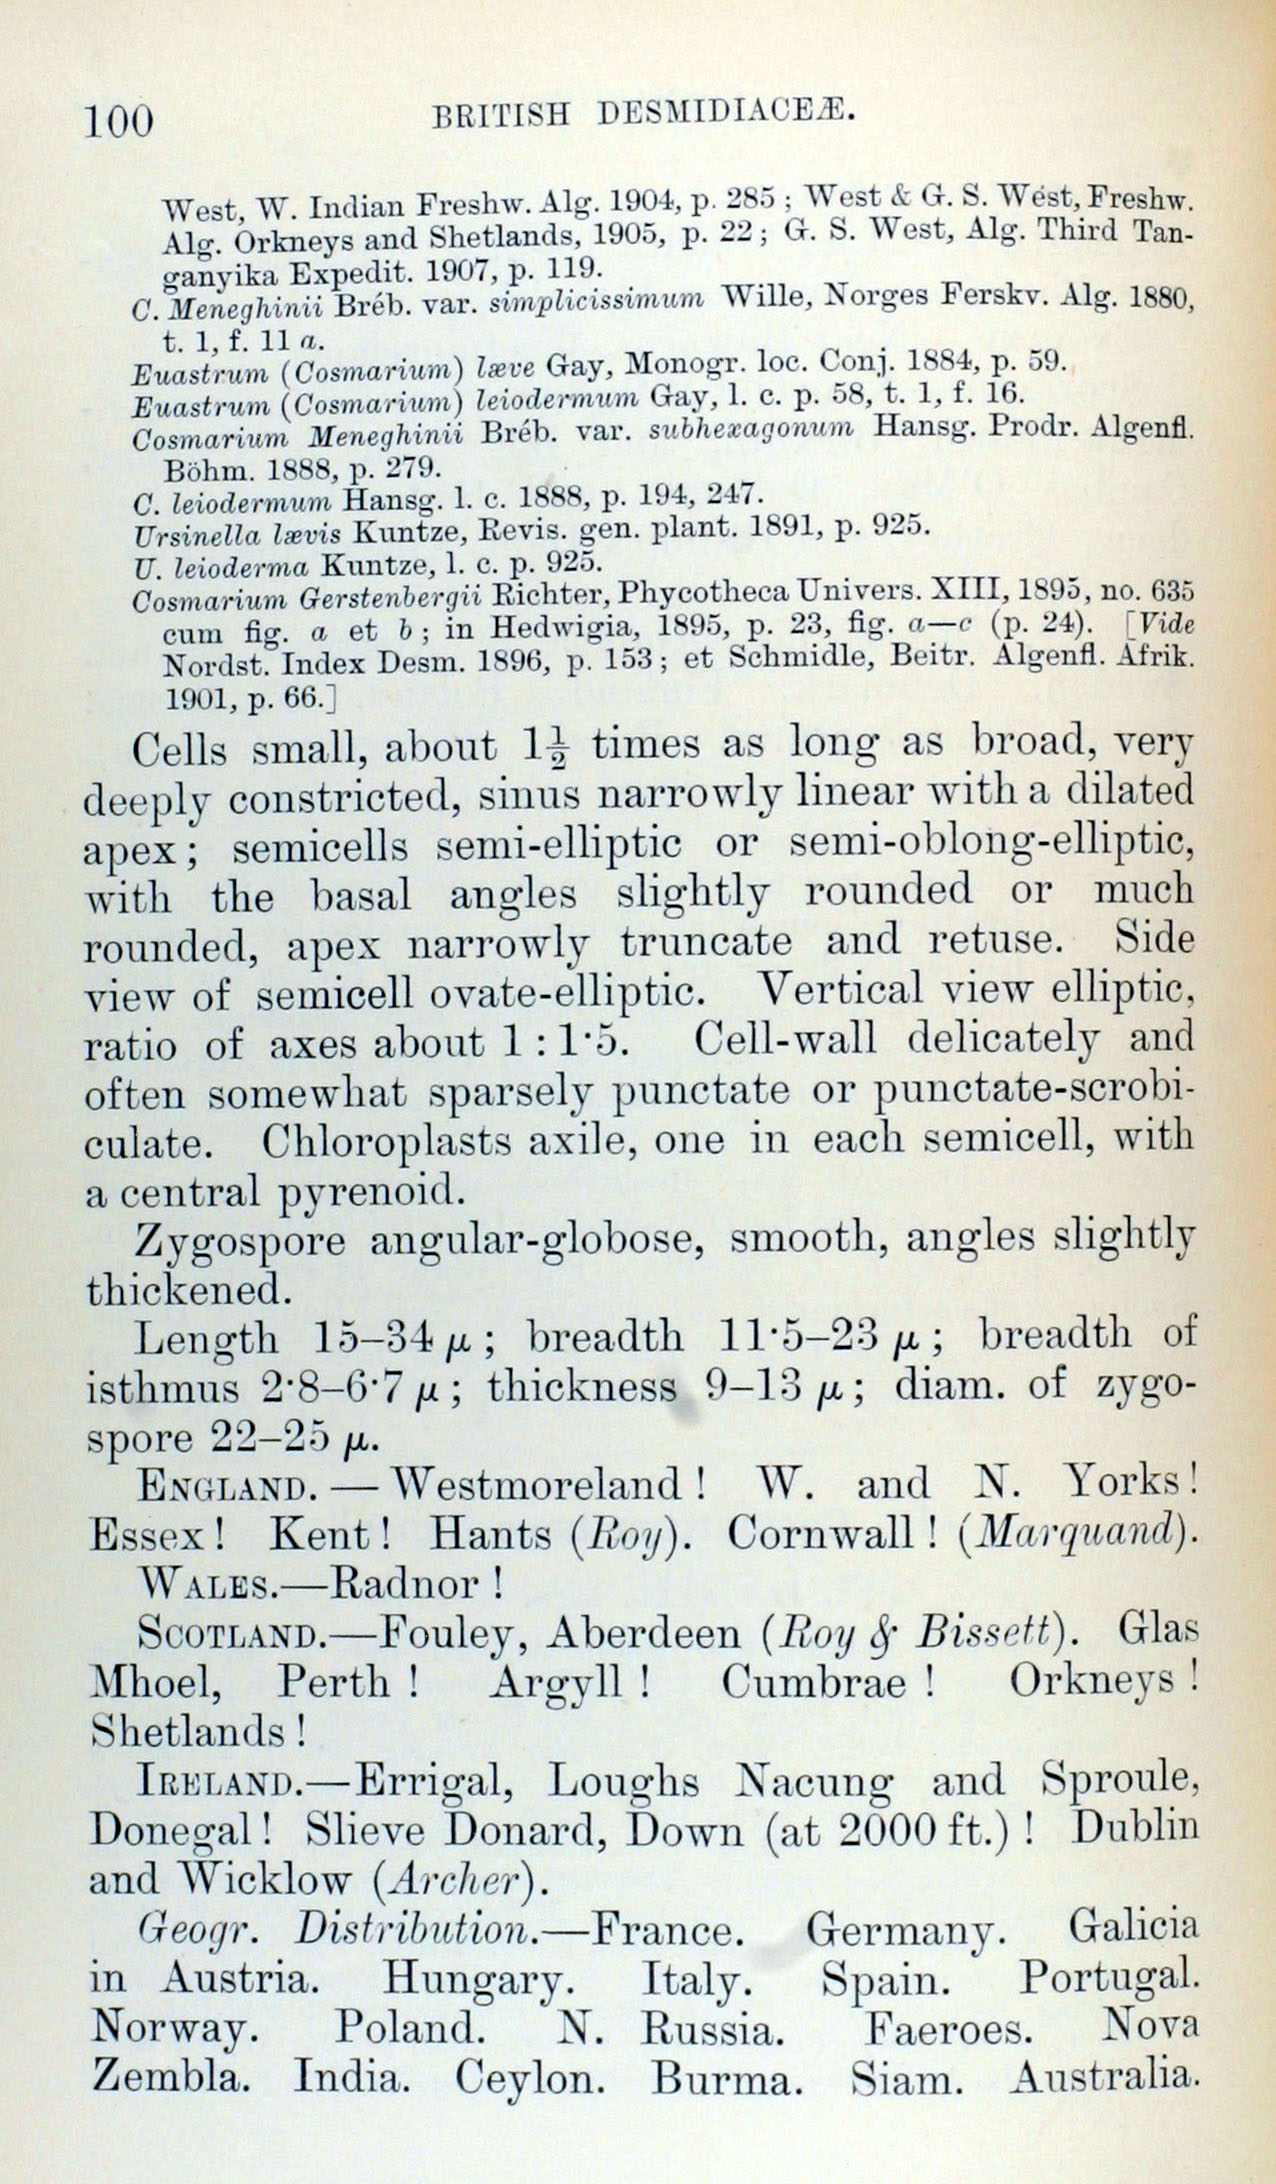 100
BRITISH DESMIDIACEÆ.
West, W. Indian Freshw. Alg. 1904, p. 285 ; West & G. S. West, Freshw.
Alg. Orkneys and Shetlands, 1905, p. 22 ; G. S. West, Alg. Third Tan-
ganyika Expedit. 1907, p. 119.
C. Meneghinii Bréb. var. simplicissimum Wille, Norges Ferskv. Alg. 1880,
t. 1, f. 11 a.
Euastrum (Cosmarium) læve Gay, Monogr. loc. Conj. 1884, p. 59.
Euastrum (Cosmarium) leiodermum Gay, l. c. p. 58, t. 1, f. 16.
Cosmarium Meneghinii Bréb. var. subhexagonum Hansg. Prodr. Algenfl.
Böhm. 1888, p. 279.
C. leiodermum Hansg. l. c. 1888, p. 194, 247.
Ursinella lævis Kuntze, Revis. gen. plant. 1891, p. 925.
U. leioderma Kuntze, l. c. p. 925.
Cosmarium Gerstenbergii Richter, Phycotheca Univers. XIII, 1895, no. 635
cum fig. a et b ; in Hedwigia, 1895, p. 23, fig. a—c (p. 24). [Vide
Nordst. Index Desm. 1896, p. 153 ; et Schmidle, Beitr. Algenfl. Afrik.
1901, p. 66.]
Cells small, about 1½ times as long as broad, very
deeply constricted, sinus narrowly linear with a dilated
apex ; semicells semi-elliptic or semi-oblong-elliptic,
with the basal angles slightly rounded or much
rounded, apex narrowly truncate and retuse. Side
view of semicell ovate-elliptic. Vertical view elliptic,
ratio of axes about 1 : 1·5. Cell-wall delicately and
often somewhat sparsely punctate or punctate-scrobi-
culate. Chloroplasts axile, one in each semicell, with
a central pyrenoid.
Zygospore angular-globose, smooth, angles slightly
thickened.
Length 15–34 μ ; breadth 11·5–23 μ ; breadth of
isthmus 2·8–6·7 μ ; thickness 9–13 μ ; diam. of zygo-
spore 22–25 μ.
ENGLAND. — Westmoreland ! W. and N. Yorks !
Essex ! Kent ! Hants (Roy). Cornwall ! (Marquand).
WALES.—Radnor !
SCOTLAND.—Fouley, Aberdeen (Roy & Bissett). Glas
Mhoel, Perth ! Argyll ! Cumbrae ! Orkneys !
Shetlands !
IRELAND.—Errigal, Loughs Nacung and Sproule,
Donegal ! Slieve Donard, Down (at 2000 ft.) ! Dublin
and Wicklow (Archer).
Geogr. Distribution.—France. Germany. Galicia
in Austria. Hungary. Italy. Spain. Portugal.
Norway. Poland. N. Russia. Faeroes. Nova
Zembla. India. Ceylon. Burma. Siam. Australia.